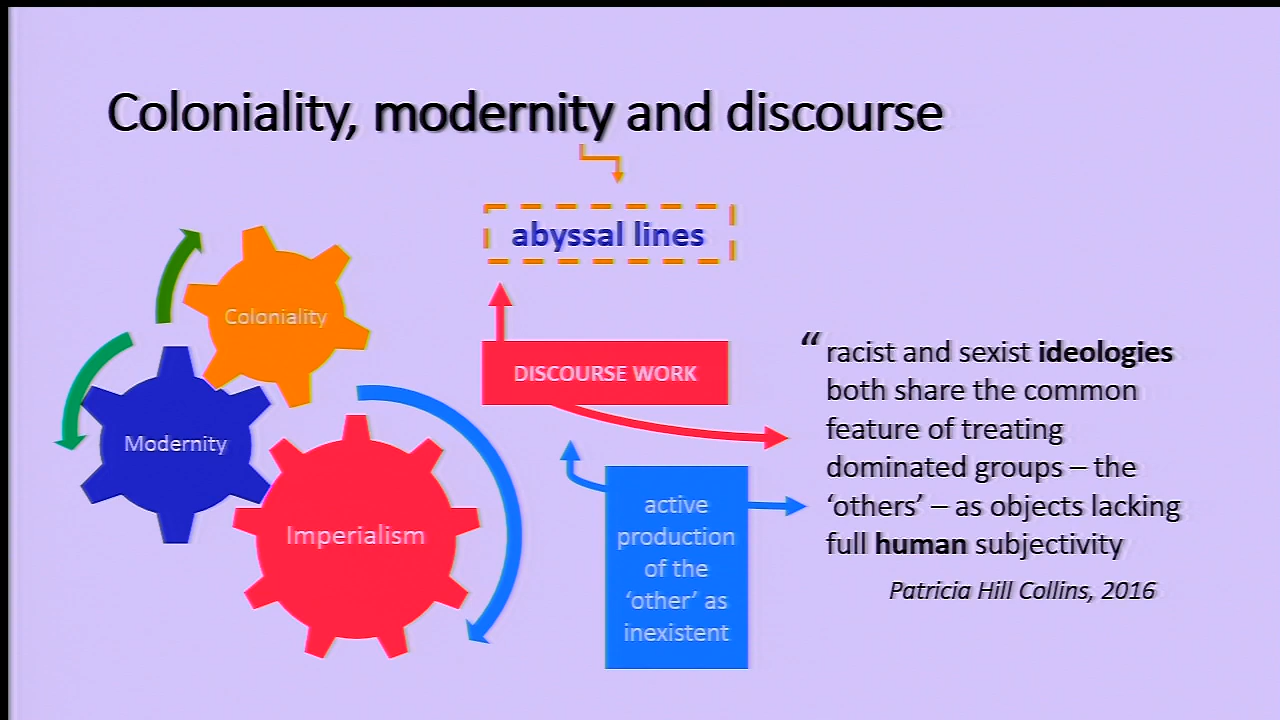 Coloniality, modernity and discourse
abyssal lines
Coloniality
Modernity
Imperialism
DISCOURSE WORK
active
production
of the
‘other’ as
inexistent
“ racist and sexist ideologies
both share the common
feature of treating
dominated groups – the
‘others’ – as objects lacking
full human subjectivity
Patricia Hill Collins, 2016